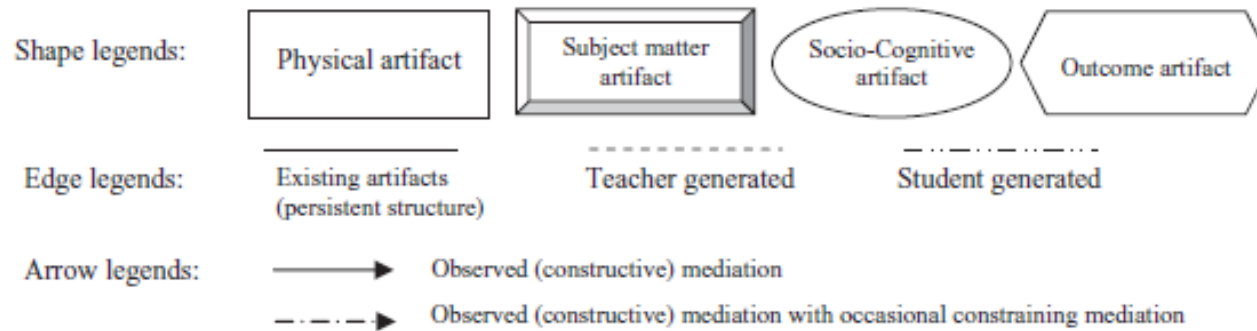 Shape legends:
Physical artifact
Subject matter
artifact
Socio-Cognitive
artifact
Outcome artifact
Edge legends:
Existing artifacts
(persistent structure)
Teacher generated
Student generated
Arrow legends:
Observed (constructive) mediation
Observed (constructive) mediation with occasional constraining mediation